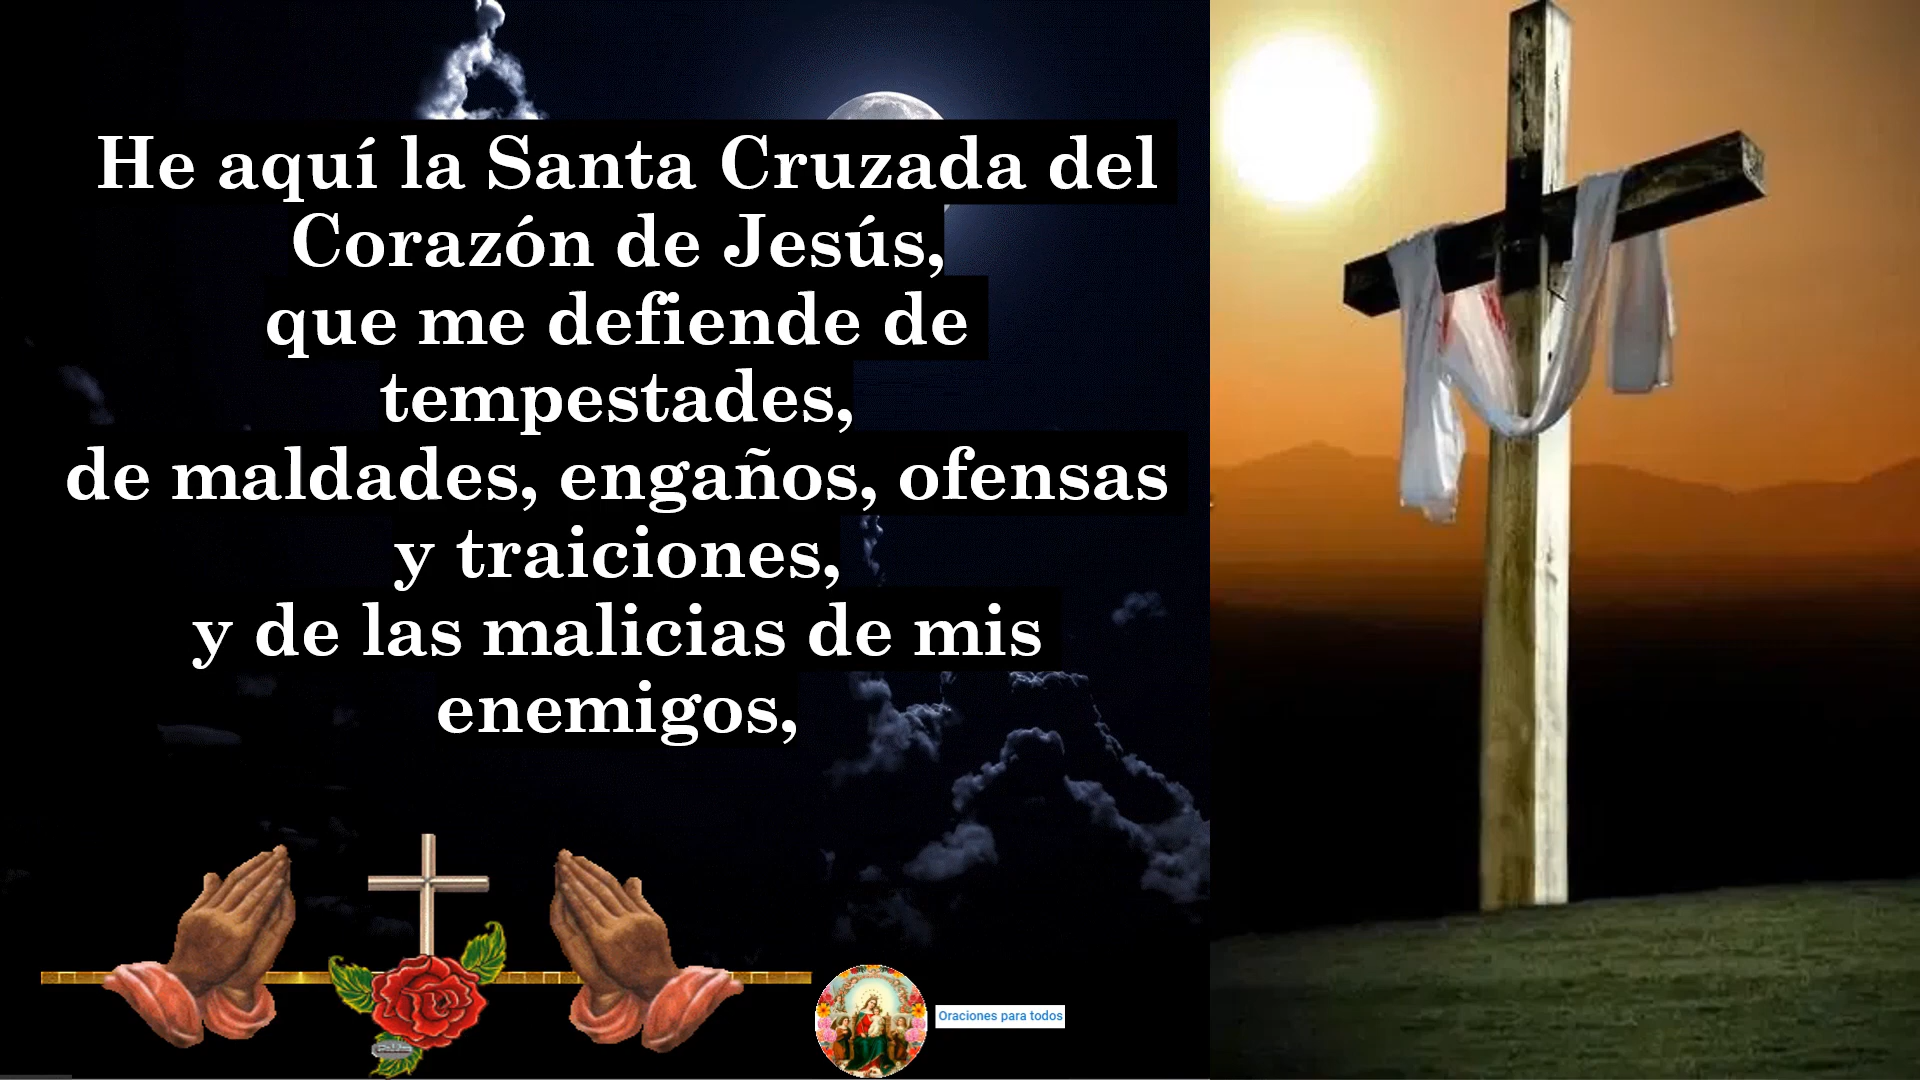 He aquí la Santa Cruzada del
Corazón de Jesús,
que me defiende de
tempestades,
de maldades, engaños, ofensas
y traiciones,
y de las malicias de mis
enemigos,
Oraciones para todos